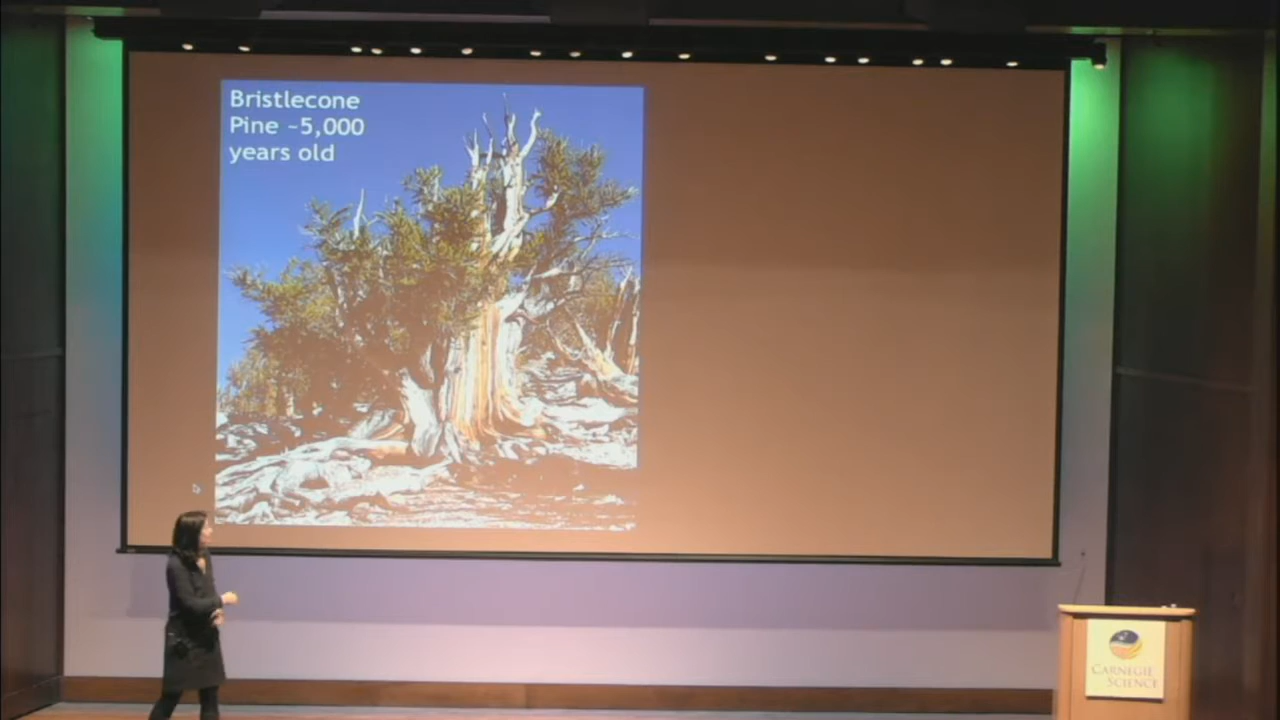 Bristlecone
Pine ~5,000
years old
CARNEGIE
SCIENCE